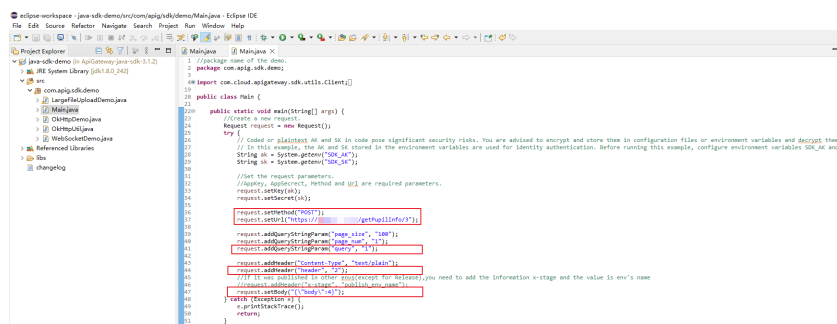 eclipse-workspace - java-sdk-demo/src/com/apig/sdk/demo/Main.java - Eclipse IDE
File Edit Source Refactor Navigate Search Project Run Window Help
Project Explorer
java-sdk-demo (in ApiGateway-java-sdk-3.1.2)
JRE System Library [jdk1.8.0_242]
src
com.apig.sdk.demo
LargeFileUploadDemo.java
Main.java
OkHttpDemo.java
OkHttpUtil.java
WebSocketDemo.java
Referenced Libraries
libs
changelog
Main.java
Main.java
1 //package name of the demo.
2 package com.apig.sdk.demo;
3
4 import com.cloud.apigateway.sdk.utils.Client;
19
20 public class Main {
21
22 public static void main(String[] args) {
23 //Create a new request.
24 Request request = new Request();
25 try {
26 // Coded or plaintext AK and SK in code pose significant security risks. You are advised to encrypt and store them in configuration files or environment variables and decrypt them
27 // In this example, the AK and SK stored in the environment variables are used for identity authentication. Before running this example, configure environment variables SDK_AK and
28 String ak = System.getenv("SDK_AK");
29 String sk = System.getenv("SDK_SK");
30
31 //Set the request parameters.
32 //AppKey, AppSecrect, Method and Url are required parameters.
33 request.setKey(ak);
34 request.setSecret(sk);
35
36 request.setMethod("POST");
37 request.setUrl("https:// /getPupilInfo/3");
38
39 request.addQueryStringParam("page_size", "100");
40 request.addQueryStringParam("page_num", "1");
41 request.addQueryStringParam("query", "1");
42
43 request.addHeader("Content-Type", "text/plain");
44 request.addHeader("header", "2");
45 //if it was published in other envs(except for Release),you need to add the information x-stage and the value is env's name
46 //request.addHeader("x-stage", "publish_env_name");
47 request.setBody("{\"body\":4}");
48 } catch (Exception e) {
49 e.printStackTrace();
50 return;
51 }